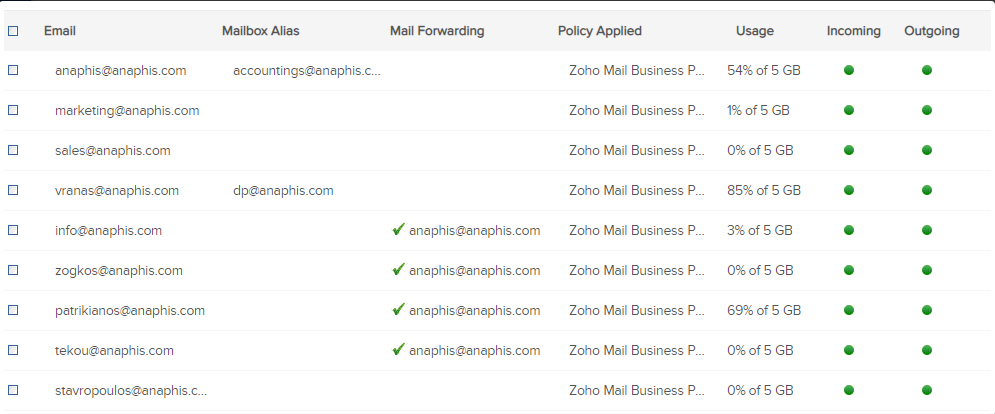 Email Mailbox Alias Mail Forwarding Policy Applied Usage Incoming Outgoing
anaphis@anaphis.com accountings@anaphis.c... Zoho Mail Business P... 54% of 5 GB
marketing@anaphis.com Zoho Mail Business P... 1% of 5 GB
sales@anaphis.com Zoho Mail Business P... 0% of 5 GB
vranas@anaphis.com dp@anaphis.com Zoho Mail Business P... 85% of 5 GB
info@anaphis.com anaphis@anaphis.com Zoho Mail Business P... 3% of 5 GB
zogkos@anaphis.com anaphis@anaphis.com Zoho Mail Business P... 0% of 5 GB
patrikianos@anaphis.com anaphis@anaphis.com Zoho Mail Business P... 69% of 5 GB
tekou@anaphis.com anaphis@anaphis.com Zoho Mail Business P... 0% of 5 GB
stavropoulos@anaphis.c... Zoho Mail Business P... 0% of 5 GB